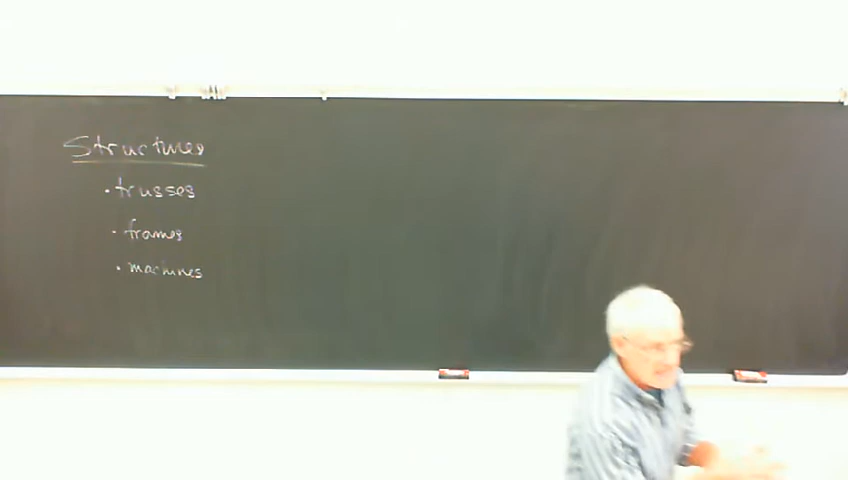 Structures
· trusses
· frames
· machines